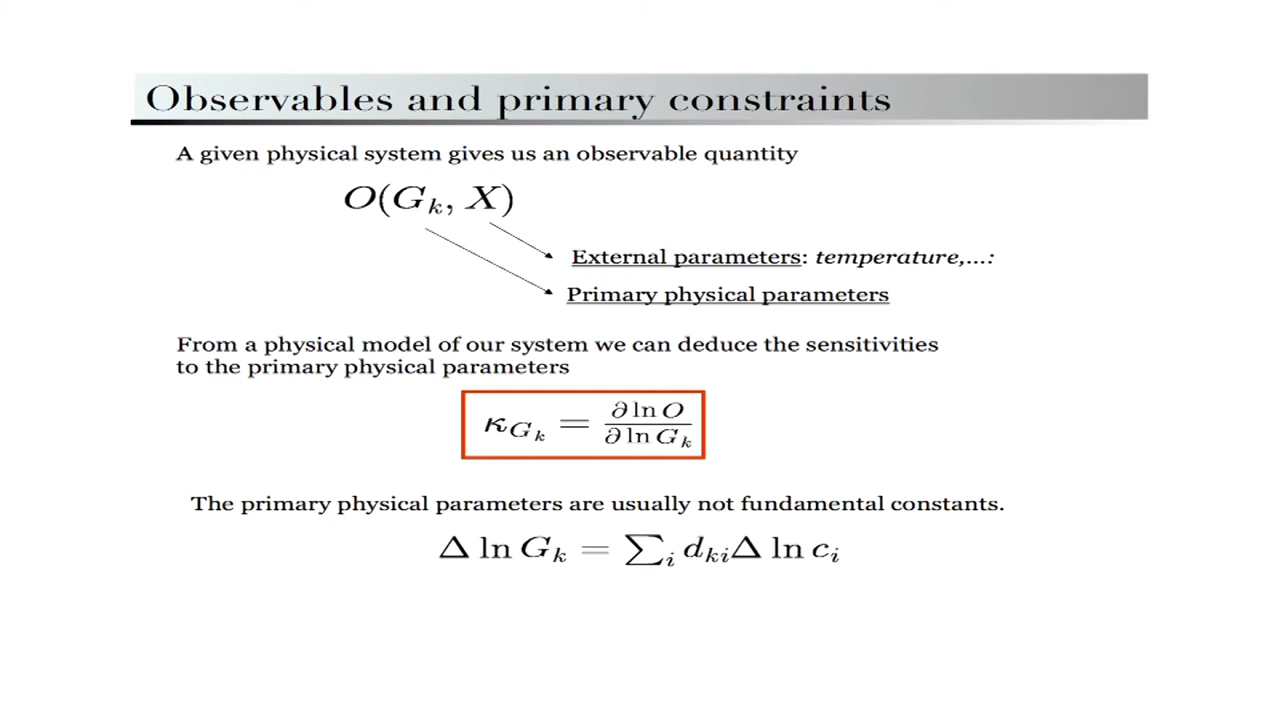 Observables and primary constraints
A given physical system gives us an observable quantity
O(G_k, X)
External parameters: temperature,...:
Primary physical parameters
From a physical model of our system we can deduce the sensitivities
to the primary physical parameters
κ_{G_k} = ∂ ln O / ∂ ln G_k
The primary physical parameters are usually not fundamental constants.
Δ ln G_k = ∑_i d_{ki} Δ ln c_i